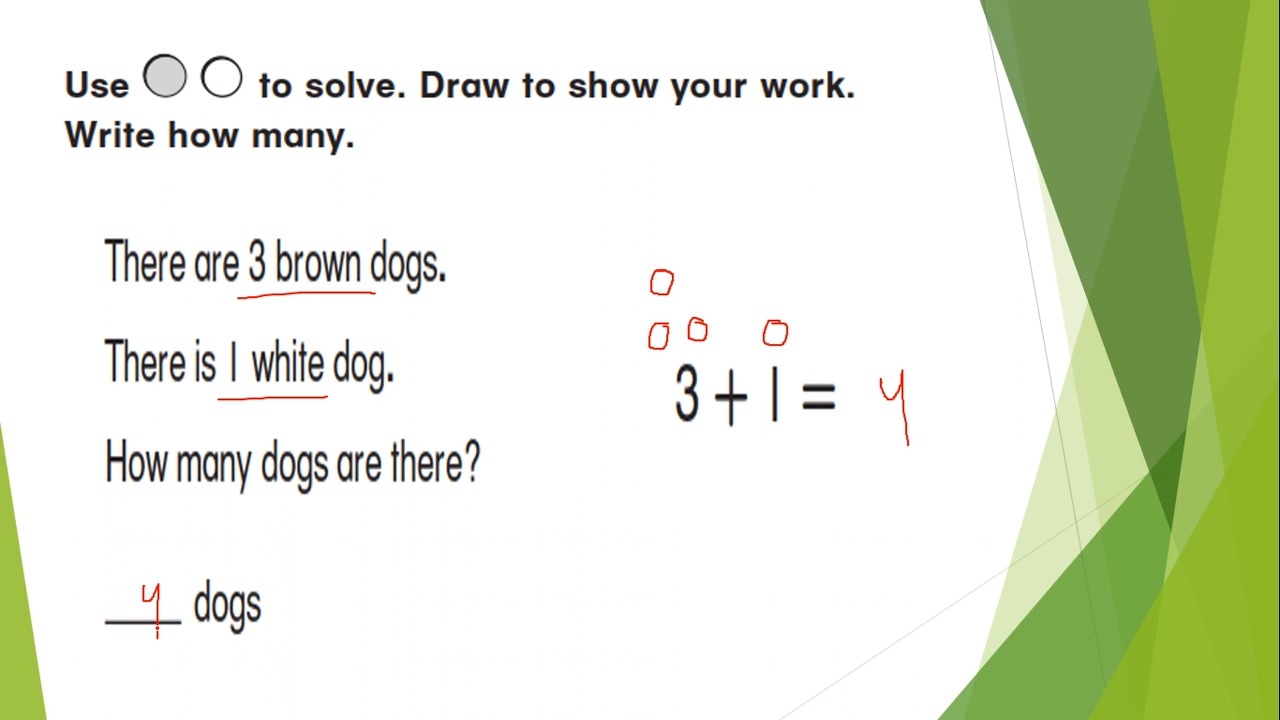 Use to solve. Draw to show your work.
Write how many.
There are 3 brown dogs.
There is 1 white dog.
How many dogs are there?
3 + 1 = 4
4 dogs